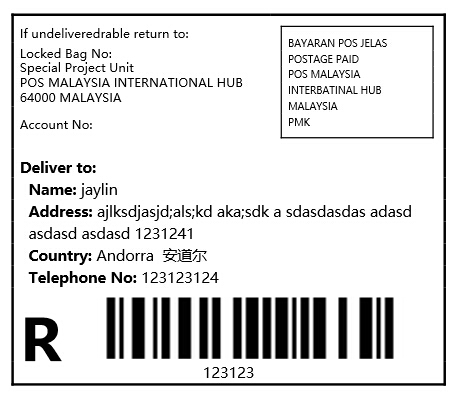 If undeliveredrable return to:
Locked Bag No:
Special Project Unit
POS MALAYSIA INTERNATIONAL HUB
64000 MALAYSIA
Account No:
BAYARAN POS JELAS
POSTAGE PAID
POS MALAYSIA
INTERBATINAL HUB
MALAYSIA
PMK
Deliver to:
Name: jaylin
Address: ajlksdjasjd;als;kd aka;sdk a sdasdasdas adasd
asdasd asdasd 1231241
Country: Andorra 安道尔
Telephone No: 123123124
R
123123